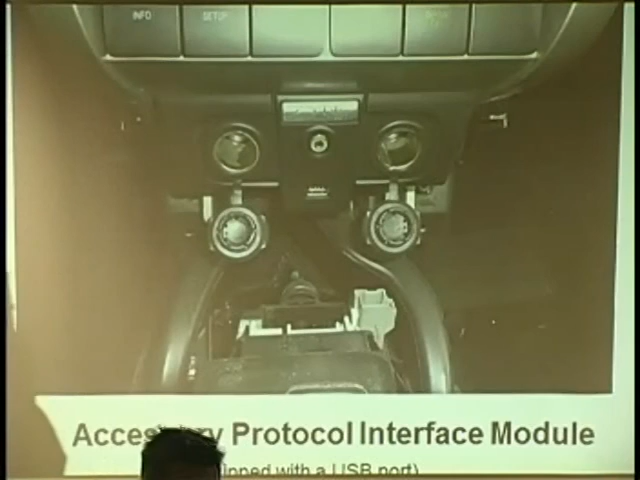 INFO SETUP
Protocol Interface Module
with a USB port)